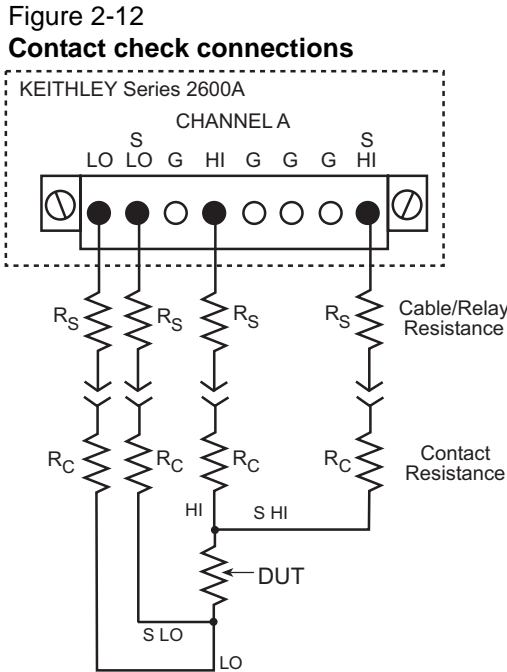 Figure 2-12
Contact check connections
KEITHLEY Series 2600A
CHANNEL A
S S
LO LO G HI G G G HI
RS RS RS RS Cable/Relay
Resistance
RC RC RC RC Contact
Resistance
HI S HI
DUT
S LO
LO